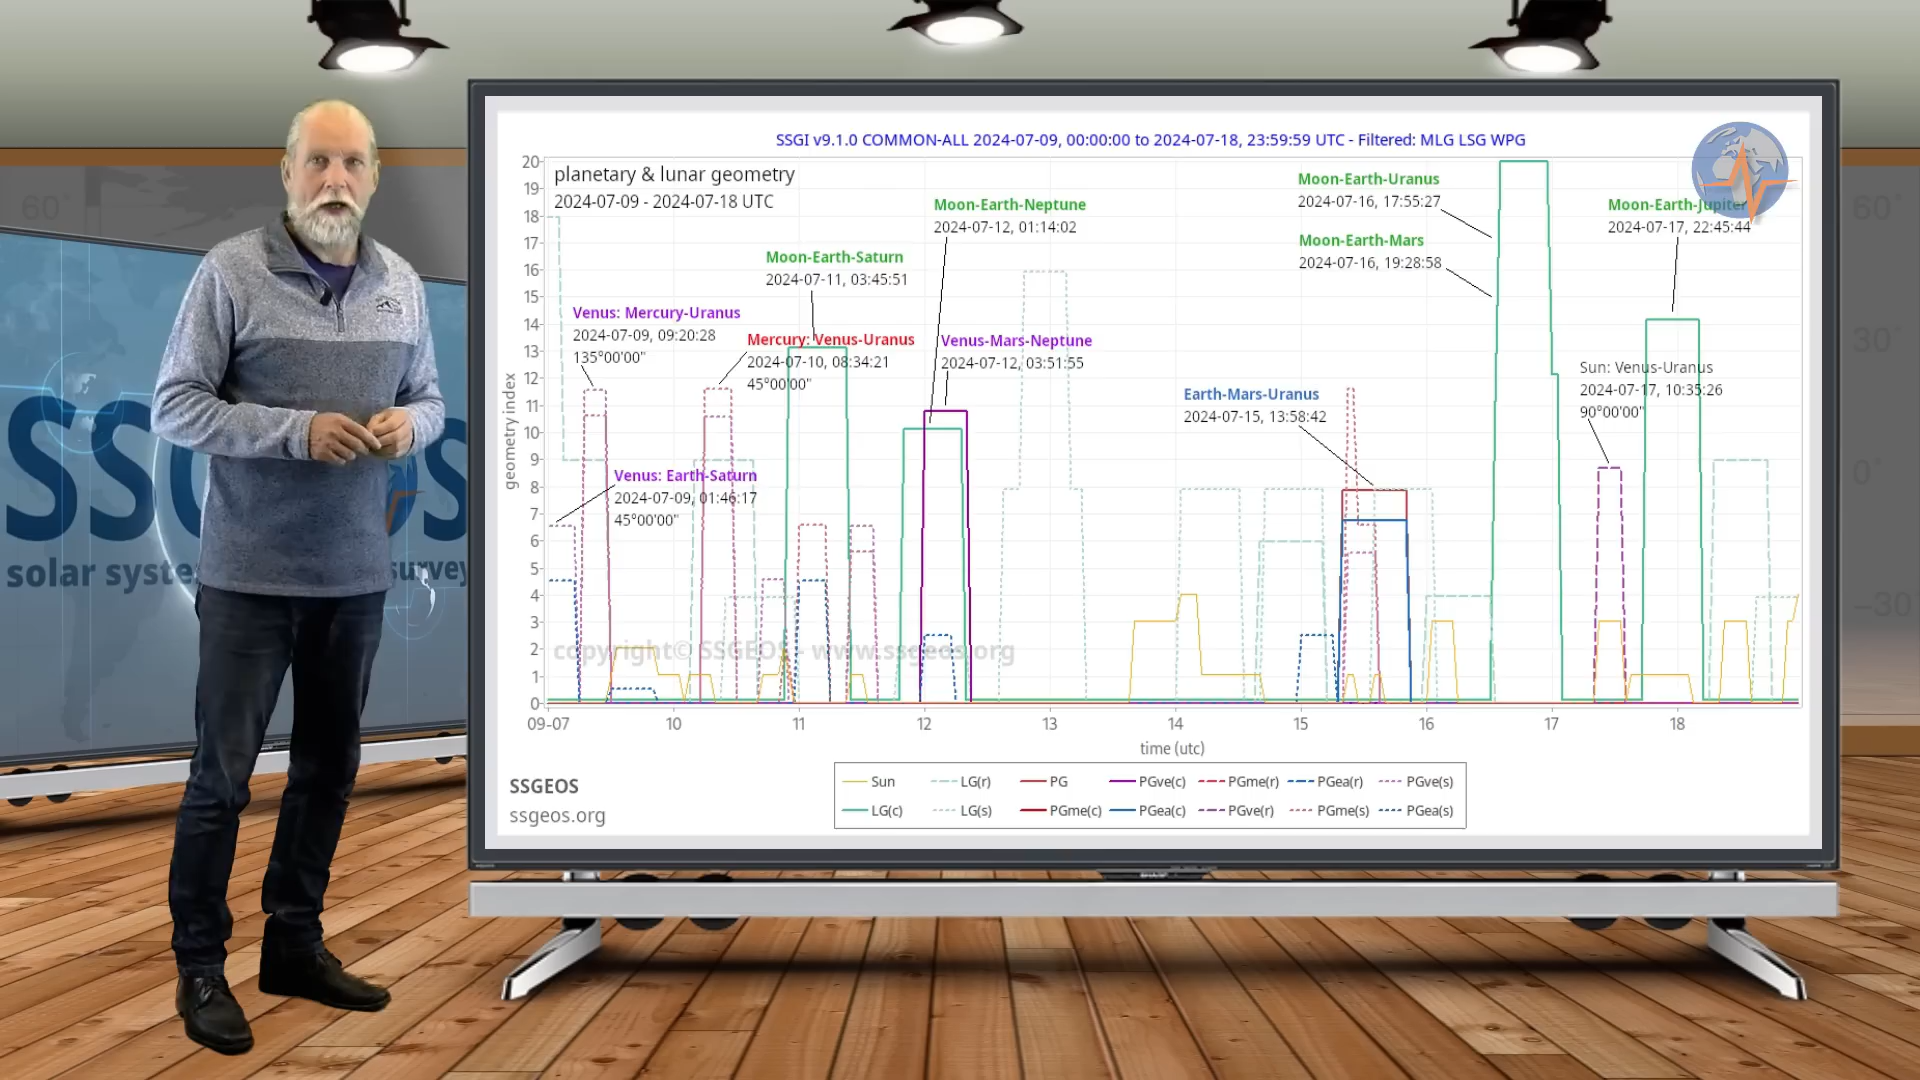 SSGI v9.1.0 COMMON-ALL 2024-07-09, 00:00:00 to 2024-07-18, 23:59:59 UTC - Filtered: MLG LSG WPG
planetary & lunar geometry
2024-07-09 - 2024-07-18 UTC
Moon-Earth-Neptune
2024-07-12, 01:14:02
Moon-Earth-Uranus
2024-07-16, 17:55:27
Moon-Earth-Jupiter
2024-07-17, 22:45:44
Moon-Earth-Mars
2024-07-16, 19:28:58
Moon-Earth-Saturn
2024-07-11, 03:45:51
Venus: Mercury-Uranus
2024-07-09, 09:20:28
135°00'00"
Mercury: Venus-Uranus
2024-07-10, 08:34:21
45°00'00"
Venus-Mars-Neptune
2024-07-12, 03:51:55
Earth-Mars-Uranus
2024-07-15, 13:58:42
Sun: Venus-Uranus
2024-07-17, 10:35:26
90°00'00"
Venus: Earth-Saturn
2024-07-09, 01:46:17
45°00'00"
geometry index
20
19
18
17
16
15
14
13
12
11
10
9
8
7
6
5
4
3
2
1
0
copyright© SSGEOS - www.ssgeos.org
09-07 10 11 12 13 14 15 16 17 18
time (utc)
Sun LG(r) PG PGve(c) PGme(r) PGea(r) PGve(s)
LG(c) LG(s) PGme(c) PGea(c) PGve(r) PGme(s) PGea(s)
SSGEOS
ssgeos.org
60°
60°
30°
0°
−30°
solar syste
survey